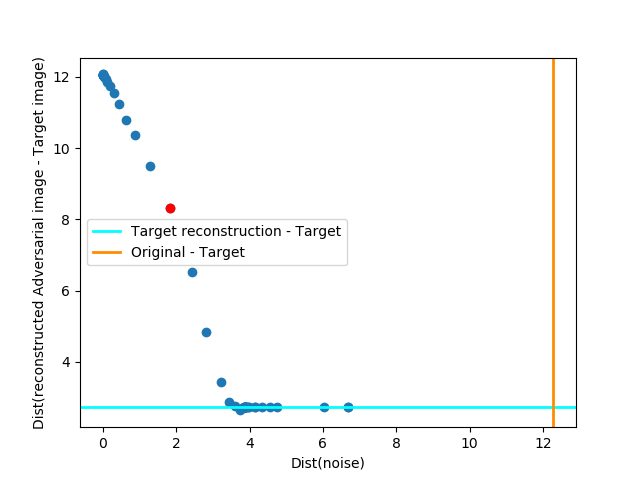 12
10
8
6
4
Dist(reconstructed Adversarial image - Target image)
Target reconstruction - Target
Original - Target
0 2 4 6 8 10 12
Dist(noise)